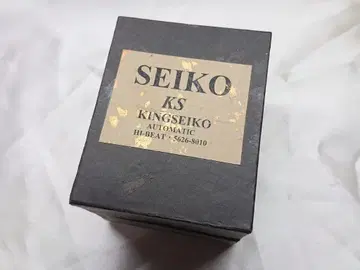 SEIKO
KS
KINGSEIKO
AUTOMATIC
HI-BEAT · 5626-8010